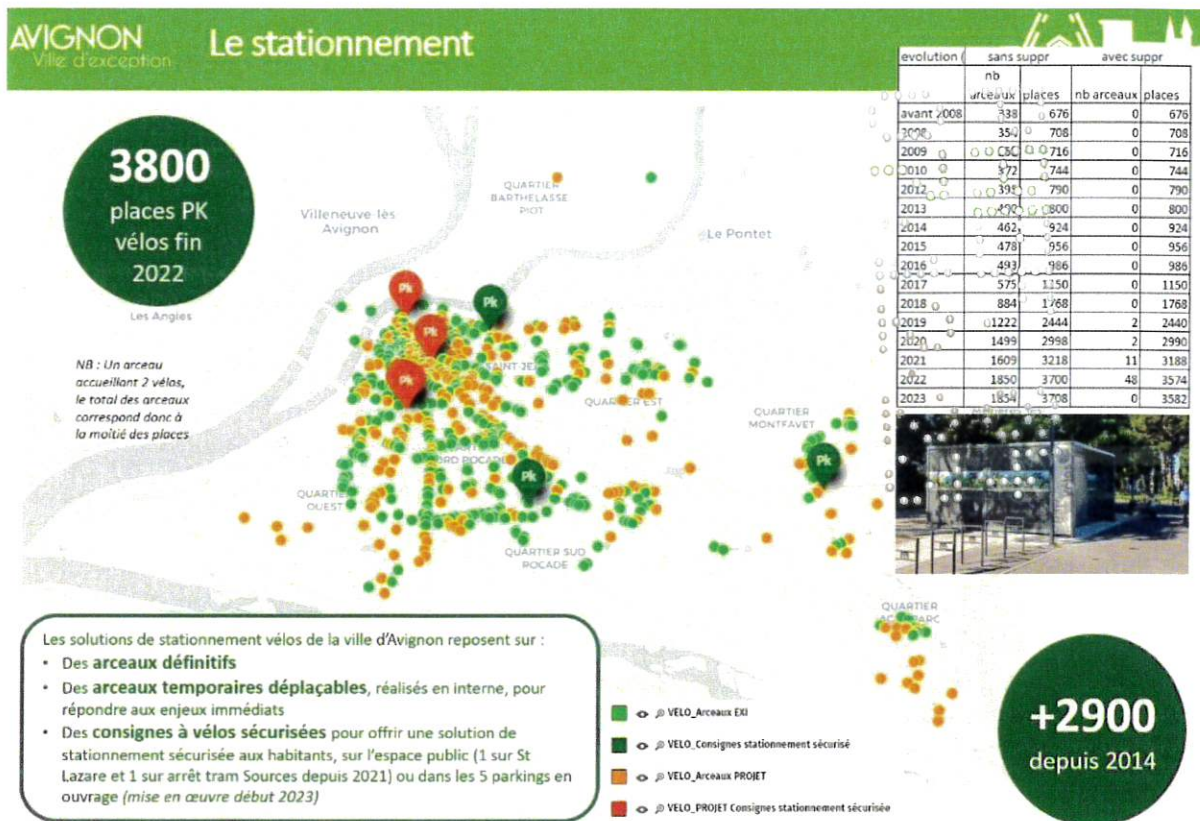 AVIGNON
Ville d'exception
Le stationnement
3800
places PK
vélos fin
2022
Les Angles
NB : Un arceau
accueillant 2 vélos,
le total des arceaux
correspond donc à
la moitié des places
Villeneuve-lès
Avignon
QUARTIER
BARTHELASSE
PIOT
Le Pontet
Pk
Pk
Pk
Pk
Pk
Pk
QUARTIER EST
QUARTIER
MONTFAVET
QUARTIER
OUEST
QUARTIER SUD
ROCADE
QUARTIER
evolution ( sans suppr avec suppr
nb
arceaux places nb arceaux places
avant 2008 338 676 0 676
708 0 708
2009 716 0 716
2010 372 744 0 744
2012 790 0 790
2013 800 0 800
2014 462 924 0 924
2015 478 956 0 956
2016 493 986 0 986
2017 575 1150 0 1150
2018 884 1768 0 1768
2019 1222 2444 2 2440
2020 1499 2998 2 2990
2021 1609 3218 11 3188
2022 1850 3700 48 3574
2023 1854 3708 0 3582
Les solutions de stationnement vélos de la ville d'Avignon reposent sur :
• Des arceaux définitifs
• Des arceaux temporaires déplaçables, réalisés en interne, pour
répondre aux enjeux immédiats
• Des consignes à vélos sécurisées pour offrir une solution de
stationnement sécurisée aux habitants, sur l'espace public (1 sur St
Lazare et 1 sur arrêt tram Sources depuis 2021) ou dans les 5 parkings en
ouvrage (mise en œuvre début 2023)
VELO_Arceaux EXI
VELO_Consignes stationnement sécurisé
VELO_Arceaux PROJET
VELO_PROJET Consignes stationnement sécurisée
+2900
depuis 2014